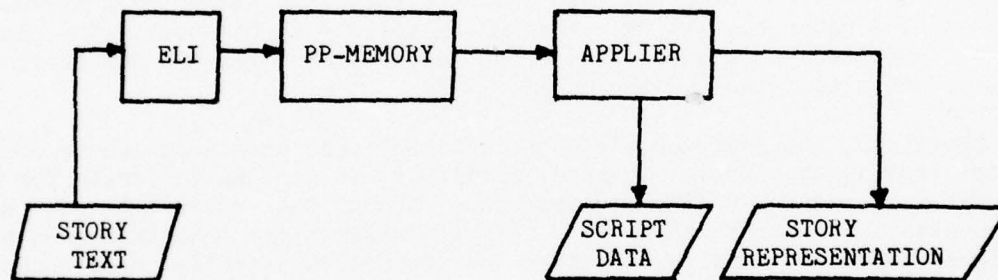 ELI
PP-MEMORY
APPLIER
STORY
TEXT
SCRIPT
DATA
STORY
REPRESENTATION